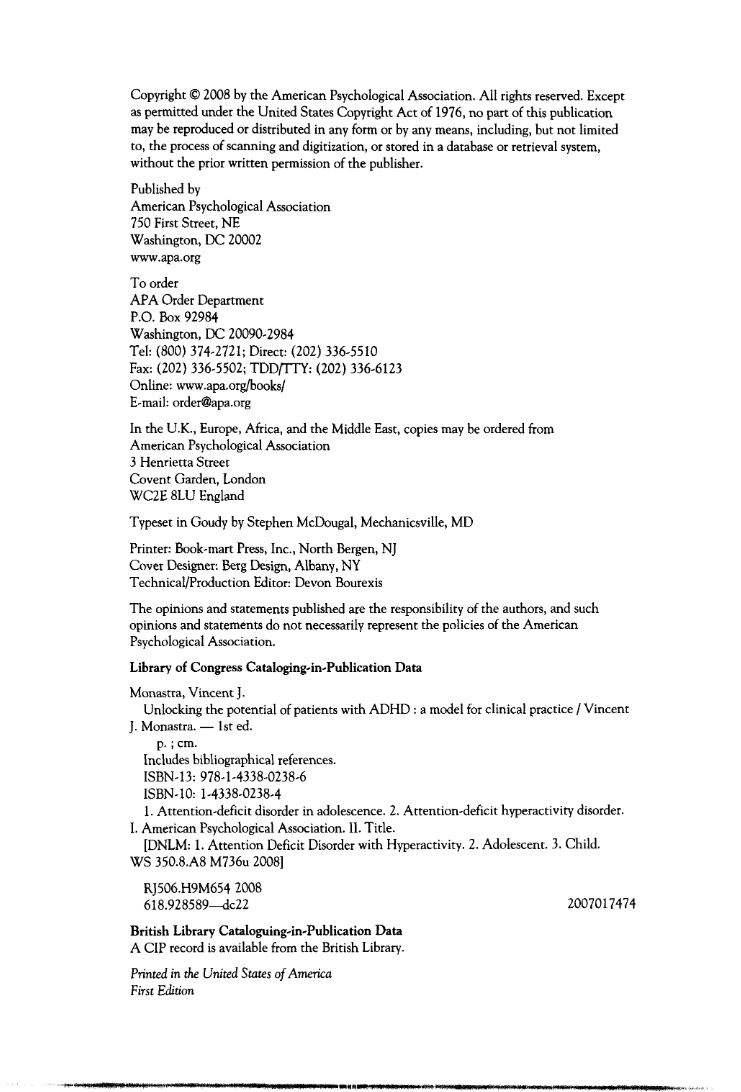 Copyright © 2008 by the American Psychological Association. All rights reserved. Except
as permitted under the United States Copyright Act of 1976, no part of this publication
may be reproduced or distributed in any form or by any means, including, but not limited
to, the process of scanning and digitization, or stored in a database or retrieval system,
without the prior written permission of the publisher.
Published by
American Psychological Association
750 First Street, NE
Washington, DC 20002
www.apa.org
To order
APA Order Department
P.O. Box 92984
Washington, DC 20090-2984
Tel: (800) 374-2721; Direct: (202) 336-5510
Fax: (202) 336-5502; TDD/TTY: (202) 336-6123
Online: www.apa.org/books/
E-mail: order@apa.org
In the U.K., Europe, Africa, and the Middle East, copies may be ordered from
American Psychological Association
3 Henrietta Street
Covent Garden, London
WC2E 8LU England
Typeset in Goudy by Stephen McDougal, Mechanicsville, MD
Printer: Book-mart Press, Inc., North Bergen, NJ
Cover Designer: Berg Design, Albany, NY
Technical/Production Editor: Devon Bourexis
The opinions and statements published are the responsibility of the authors, and such
opinions and statements do not necessarily represent the policies of the American
Psychological Association.
Library of Congress Cataloging-in-Publication Data
Monastra, Vincent J.
Unlocking the potential of patients with ADHD : a model for clinical practice / Vincent
J. Monastra. — 1st ed.
p. ; cm.
Includes bibliographical references.
ISBN-13: 978-1-4338-0238-6
ISBN-10: 1-4338-0238-4
1. Attention-deficit disorder in adolescence. 2. Attention-deficit hyperactivity disorder.
I. American Psychological Association. II. Title.
[DNLM: 1. Attention Deficit Disorder with Hyperactivity. 2. Adolescent. 3. Child.
WS 350.8.A8 M736u 2008]
RJ506.H9M654 2008
618.928589—dc22 2007017474
British Library Cataloguing-in-Publication Data
A CIP record is available from the British Library.
Printed in the United States of America
First Edition